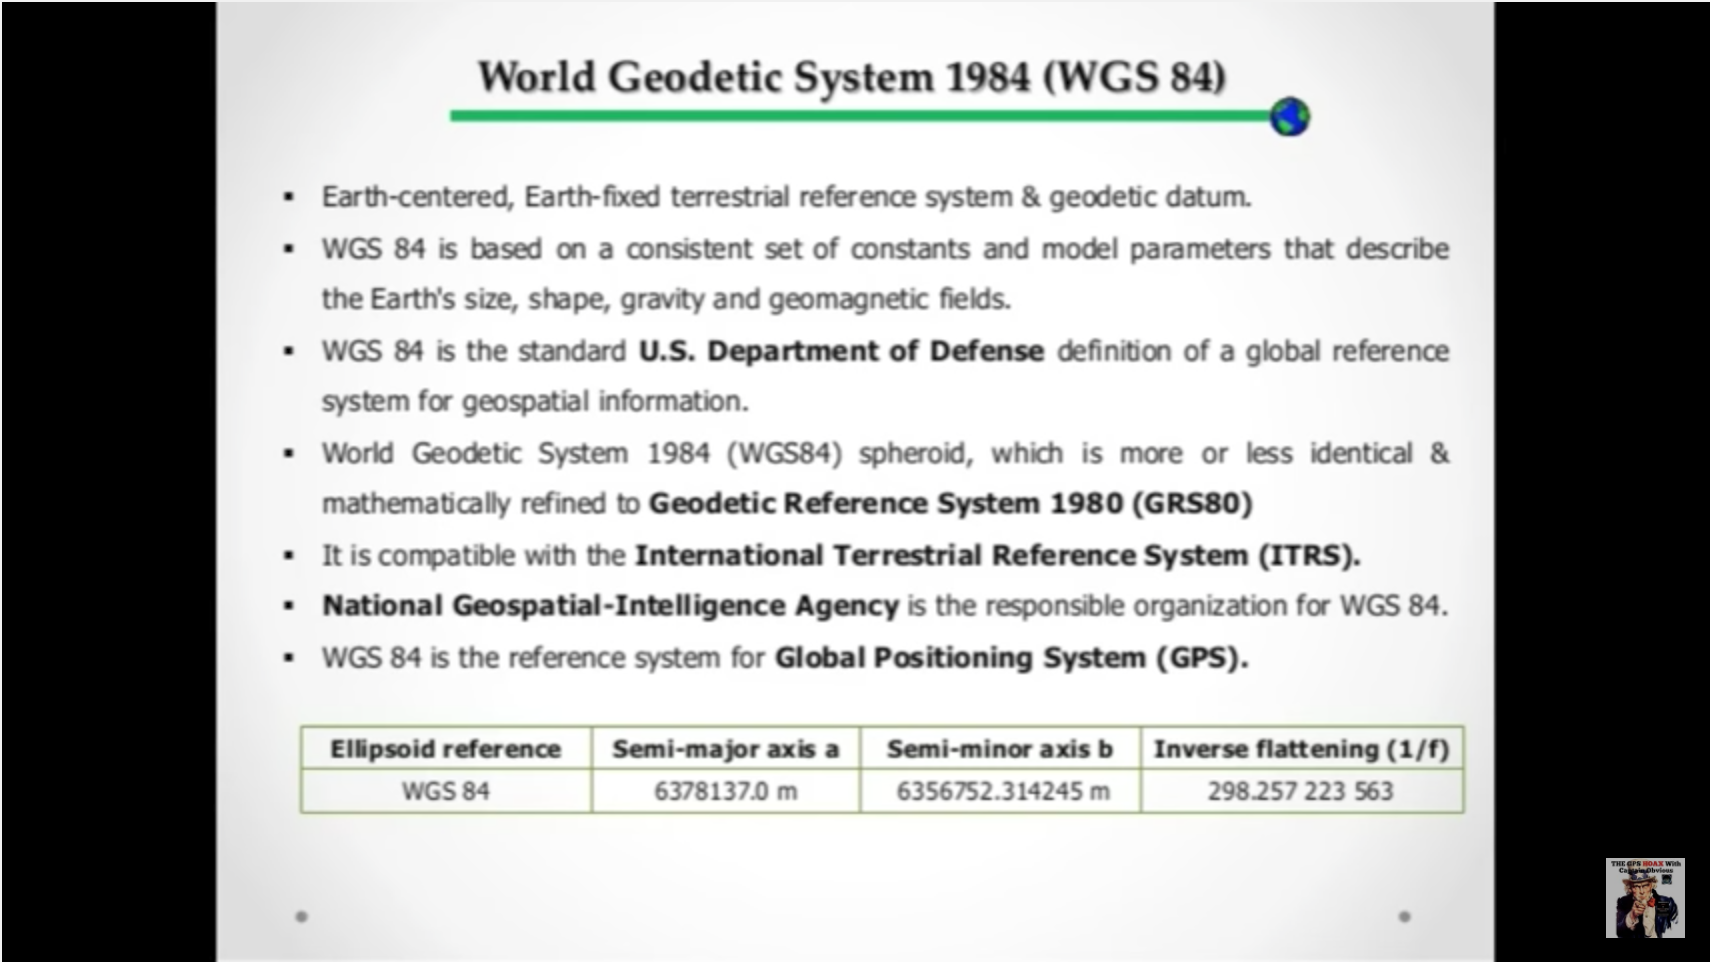 World Geodetic System 1984 (WGS 84)
▪ Earth-centered, Earth-fixed terrestrial reference system & geodetic datum.
▪ WGS 84 is based on a consistent set of constants and model parameters that describe
the Earth's size, shape, gravity and geomagnetic fields.
▪ WGS 84 is the standard U.S. Department of Defense definition of a global reference
system for geospatial information.
▪ World Geodetic System 1984 (WGS84) spheroid, which is more or less identical &
mathematically refined to Geodetic Reference System 1980 (GRS80)
▪ It is compatible with the International Terrestrial Reference System (ITRS).
▪ National Geospatial-Intelligence Agency is the responsible organization for WGS 84.
▪ WGS 84 is the reference system for Global Positioning System (GPS).
Ellipsoid reference Semi-major axis a Semi-minor axis b Inverse flattening (1/f)
WGS 84 6378137.0 m 6356752.314245 m 298.257 223 563
THE GPS HOAX With
Captain Obvious